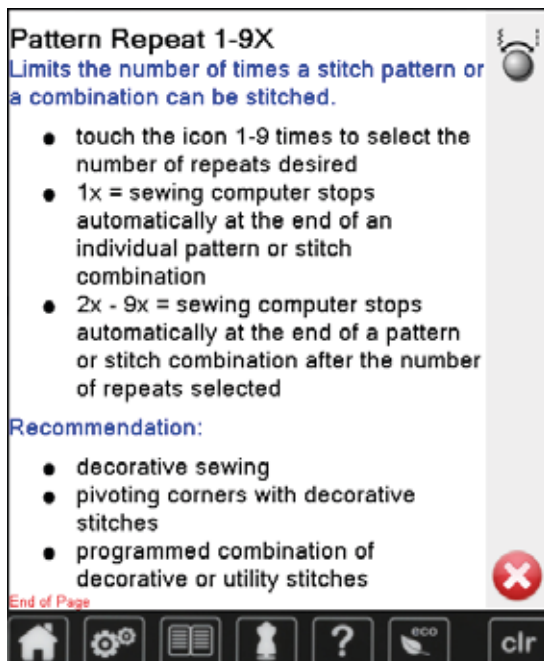 Pattern Repeat 1-9X
Limits the number of times a stitch pattern or
a combination can be stitched.
● touch the icon 1-9 times to select the
number of repeats desired
● 1x = sewing computer stops
automatically at the end of an
individual pattern or stitch
combination
● 2x - 9x = sewing computer stops
automatically at the end of a pattern
or stitch combination after the number
of repeats selected
Recommendation:
● decorative sewing
● pivoting corners with decorative
stitches
● programmed combination of
decorative or utility stitches
End of Page
? eco clr